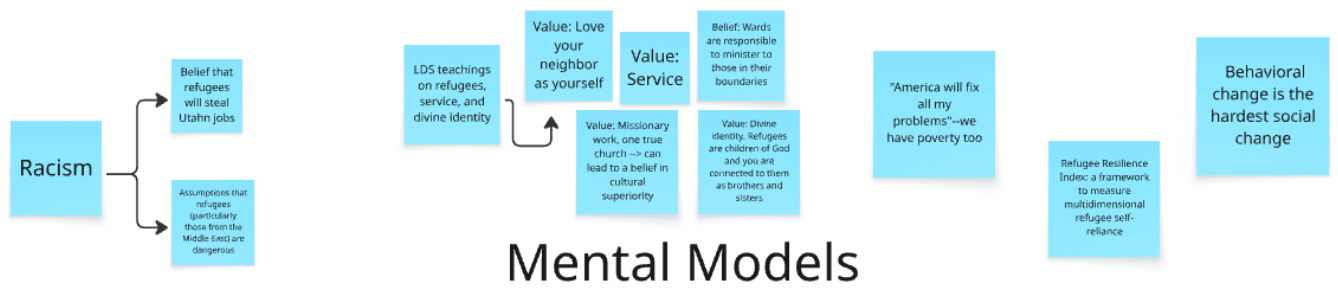 Racism
Belief that
refugees
will steal
Utahn jobs
Assumptions that
refugees
(particularly
those from the
Middle East) are
dangerous
LDS teachings
on refugees,
service, and
divine identity
Value: Love
your
neighbor
as yourself
Value:
Service
Belief: Wards
are responsible
to minister to
those in their
boundaries
Value: Missionary
work, one true
church --> can
lead to a belief in
cultural
superiority
Value: Divine
identity. Refugees
are children of God
and you are
connected to them
as brothers and
sisters
"America will fix
all my
problems"--we
have poverty too
Refugee Resilience
Index: a framework
to measure
multidimensional
refugee self-
reliance
Behavioral
change is the
hardest social
change
Mental Models